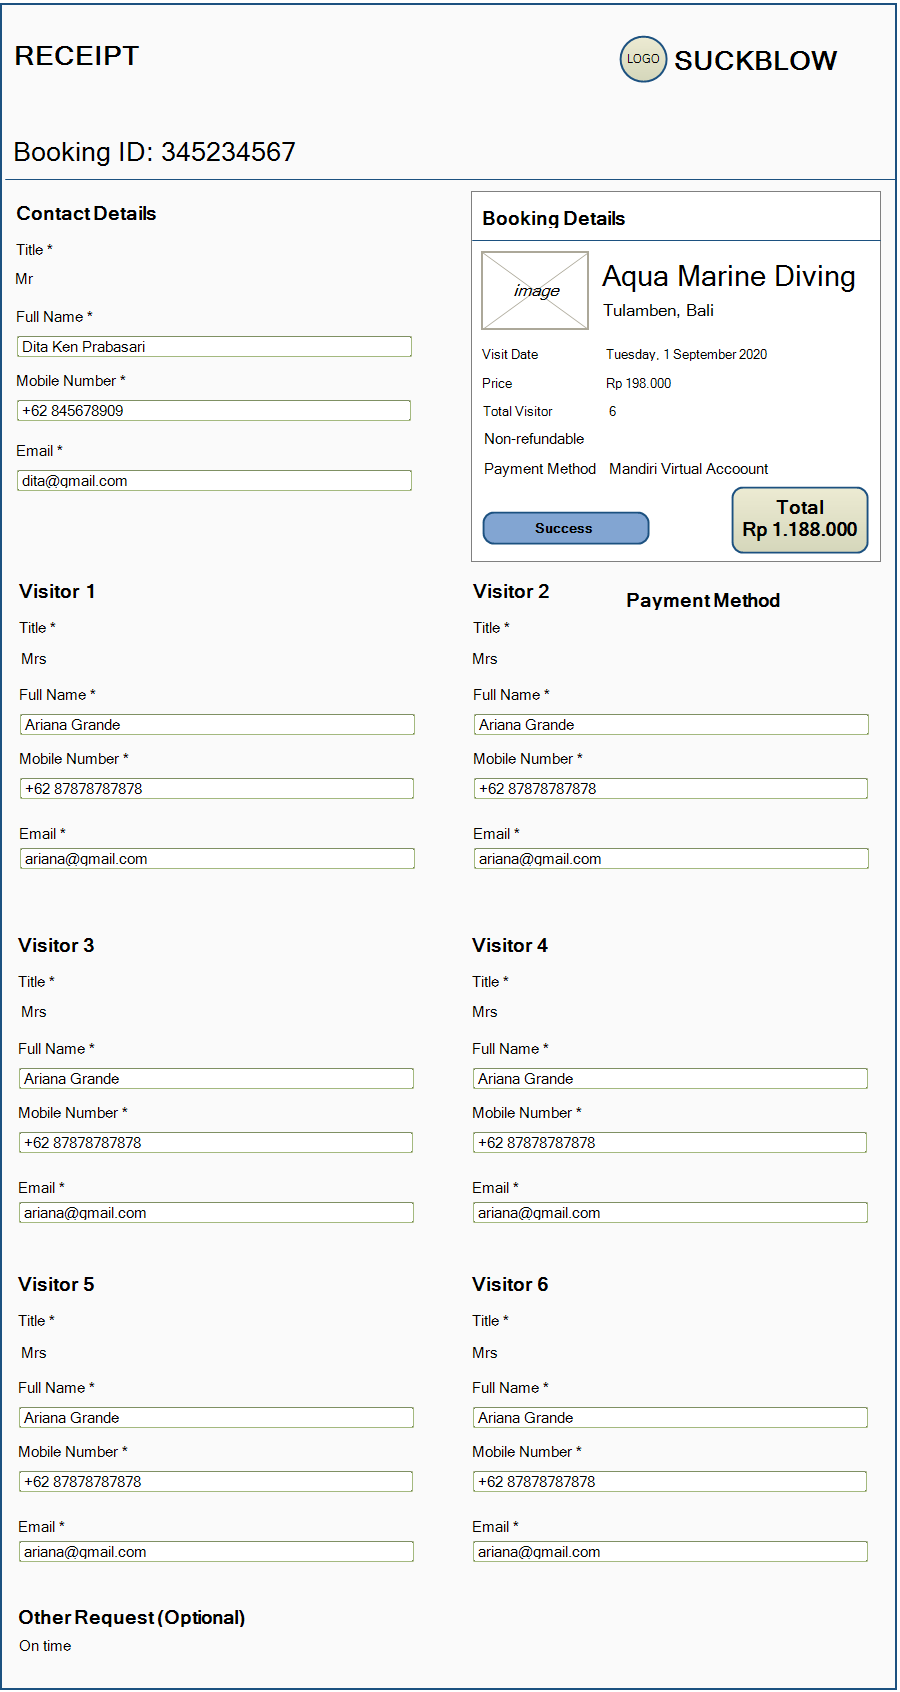 RECEIPT
LOGO
SUCKBLOW
Booking ID: 345234567
Contact Details
Title *
Mr
Full Name *
Dita Ken Prabasari
Mobile Number *
+62 845678909
Email *
dita@gmail.com
Booking Details
image
Aqua Marine Diving
Tulamben, Bali
Visit Date Tuesday, 1 September 2020
Price Rp 198.000
Total Visitor 6
Non-refundable
Payment Method Mandiri Virtual Accoount
Success
Total
Rp 1.188.000
Visitor 1
Title *
Mrs
Full Name *
Ariana Grande
Mobile Number *
+62 87878787878
Email *
ariana@gmail.com
Visitor 2
Payment Method
Title *
Mrs
Full Name *
Ariana Grande
Mobile Number *
+62 87878787878
Email *
ariana@gmail.com
Visitor 3
Title *
Mrs
Full Name *
Ariana Grande
Mobile Number *
+62 87878787878
Email *
ariana@gmail.com
Visitor 4
Title *
Mrs
Full Name *
Ariana Grande
Mobile Number *
+62 87878787878
Email *
ariana@gmail.com
Visitor 5
Title *
Mrs
Full Name *
Ariana Grande
Mobile Number *
+62 87878787878
Email *
ariana@gmail.com
Visitor 6
Title *
Mrs
Full Name *
Ariana Grande
Mobile Number *
+62 87878787878
Email *
ariana@gmail.com
Other Request (Optional)
On time